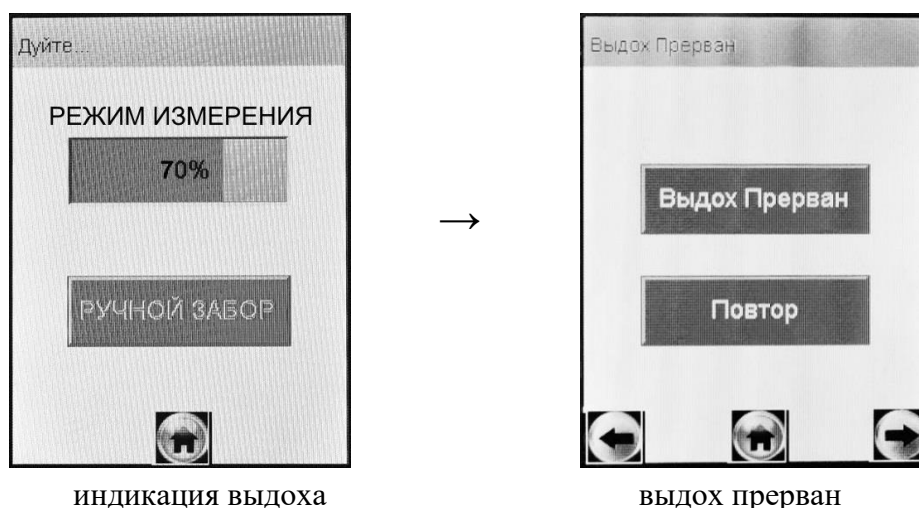 Дуйте...
РЕЖИМ ИЗМЕРЕНИЯ
70%
РУЧНОЙ ЗАБОР
индикация выдоха
→
Выдох Прерван
Выдох Прерван
Повтор
выдох прерван